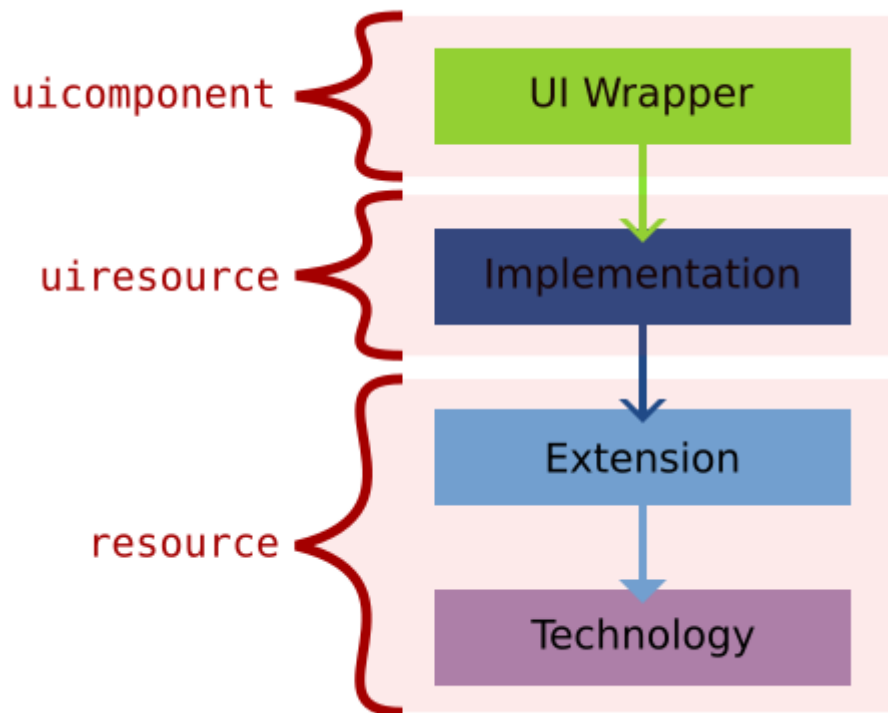 uicomponent
UI Wrapper
uiresource
Implementation
Extension
resource
Technology